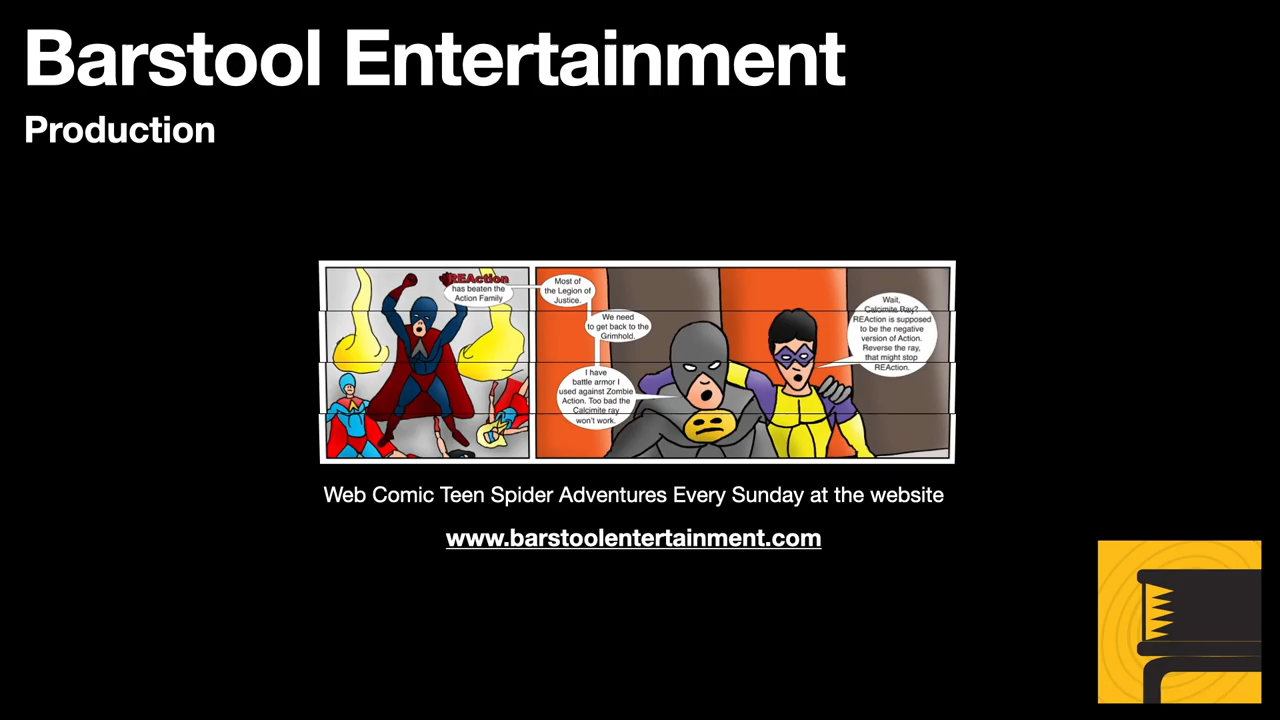 Barstool Entertainment
Production
REAction
has beaten the
Action Family
Most of
the Legion of
Justice.
We need
to get back to the
Grimhold.
I have
battle armor I
used against Zombie
Action. Too bad the
Calcimite ray
won't work.
Wait,
Calcimite Ray?
REAction is supposed
to be the negative
version of Action.
Reverse the ray,
that might stop
REAction.
Web Comic Teen Spider Adventures Every Sunday at the website
www.barstoolentertainment.com